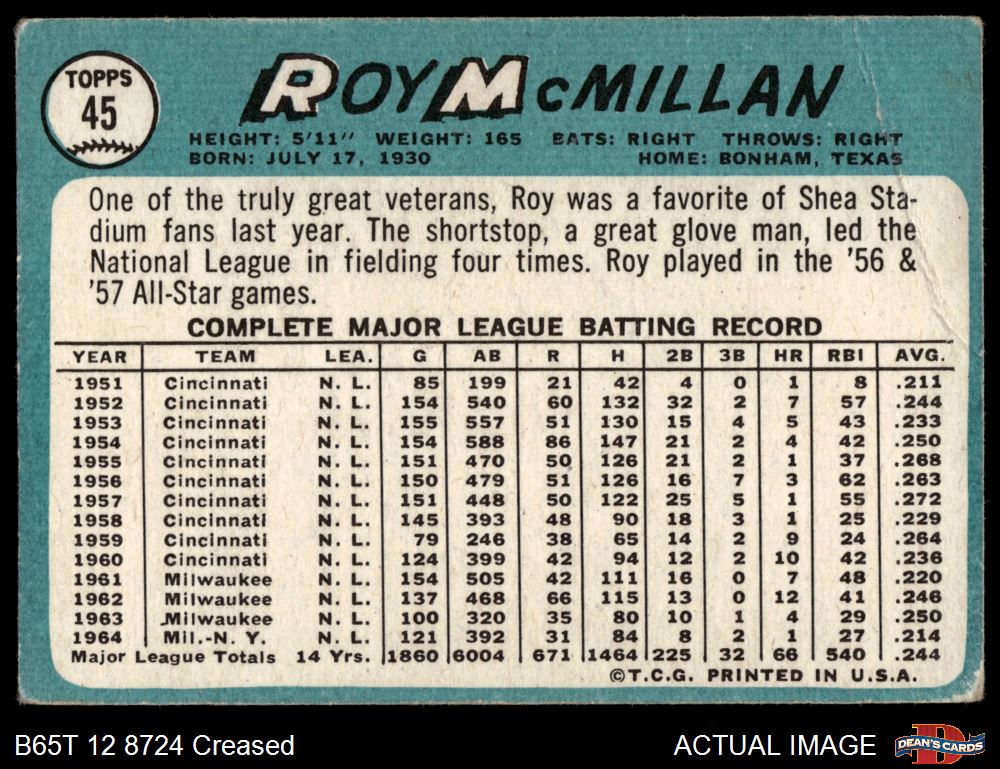 TOPPS
45
ROY McMILLAN
HEIGHT: 5'11" WEIGHT: 165 BATS: RIGHT THROWS: RIGHT
BORN: JULY 17, 1930 HOME: BONHAM, TEXAS
One of the truly great veterans, Roy was a favorite of Shea Sta-
dium fans last year. The shortstop, a great glove man, led the
National League in fielding four times. Roy played in the '56 &
'57 All-Star games.
COMPLETE MAJOR LEAGUE BATTING RECORD
YEAR TEAM LEA. G AB R H 2B 3B HR RBI AVG.
1951 Cincinnati N. L. 85 199 21 42 4 0 1 8 .211
1952 Cincinnati N. L. 154 540 60 132 32 2 7 57 .244
1953 Cincinnati N. L. 155 557 51 130 15 4 5 43 .233
1954 Cincinnati N. L. 154 588 86 147 21 2 4 42 .250
1955 Cincinnati N. L. 151 470 50 126 21 2 1 37 .268
1956 Cincinnati N. L. 150 479 51 126 16 7 3 62 .263
1957 Cincinnati N. L. 151 448 50 122 25 5 1 55 .272
1958 Cincinnati N. L. 145 393 48 90 18 3 1 25 .229
1959 Cincinnati N. L. 79 246 38 65 14 2 9 24 .264
1960 Cincinnati N. L. 124 399 42 94 12 2 10 42 .236
1961 Milwaukee N. L. 154 505 42 111 16 0 7 48 .220
1962 Milwaukee N. L. 137 468 66 115 13 0 12 41 .246
1963 Milwaukee N. L. 100 320 35 80 10 1 4 29 .250
1964 Mil.-N. Y. N. L. 121 392 31 84 8 2 1 27 .214
Major League Totals 14 Yrs. 1860 6004 671 1464 225 32 66 540 .244
©T.C.G. PRINTED IN U.S.A.
B65T 12 8724 Creased ACTUAL IMAGE DEAN'S CARDS